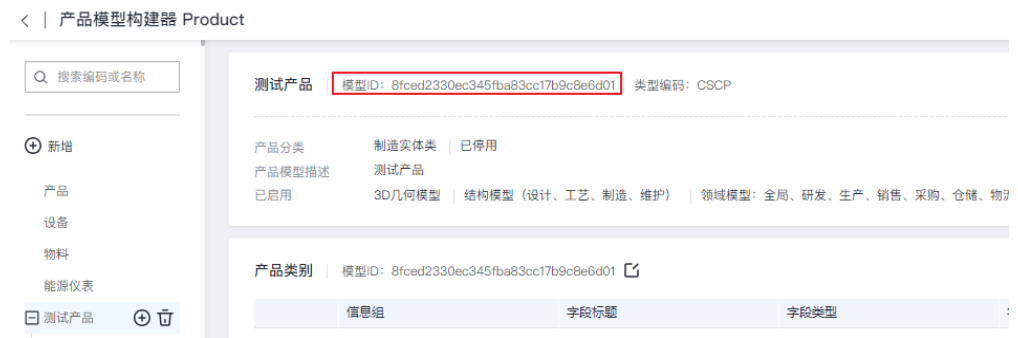 产品模型构建器 Product
搜索编码或名称
新增
产品
设备
物料
能源仪表
测试产品
测试产品 模型ID：8fced2330ec345fba83cc17b9c8e6d01 类型编码：CSCP
产品分类 制造实体类 已停用
产品模型描述 测试产品
已启用 3D几何模型 结构模型（设计、工艺、制造、维护） 领域模型：全局、研发、生产、销售、采购、仓储、物流
产品类别 模型ID：8fced2330ec345fba83cc17b9c8e6d01
信息组 字段标题 字段类型